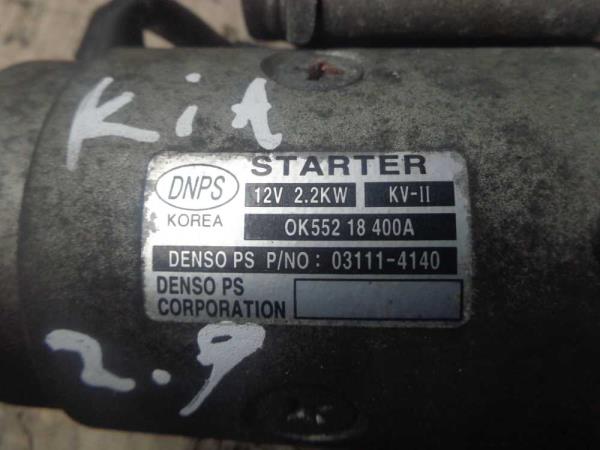 Kia
STARTER
DNPS
12V 2.2KW KV-II
KOREA
OK552 18 400A
DENSO PS P/NO : 03111-4140
DENSO PS
CORPORATION
2.9